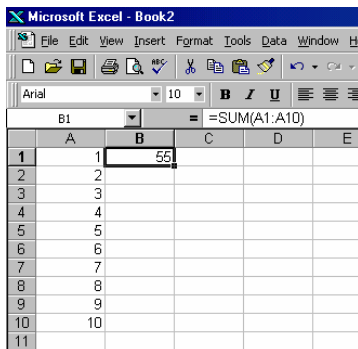 Microsoft Excel - Book2
File Edit View Insert Format Tools Data Window H
ABC
Arial 10 B I U
B1 = =SUM(A1:A10)
A B C D E
1 1 55
2 2
3 3
4 4
5 5
6 6
7 7
8 8
9 9
10 10
11